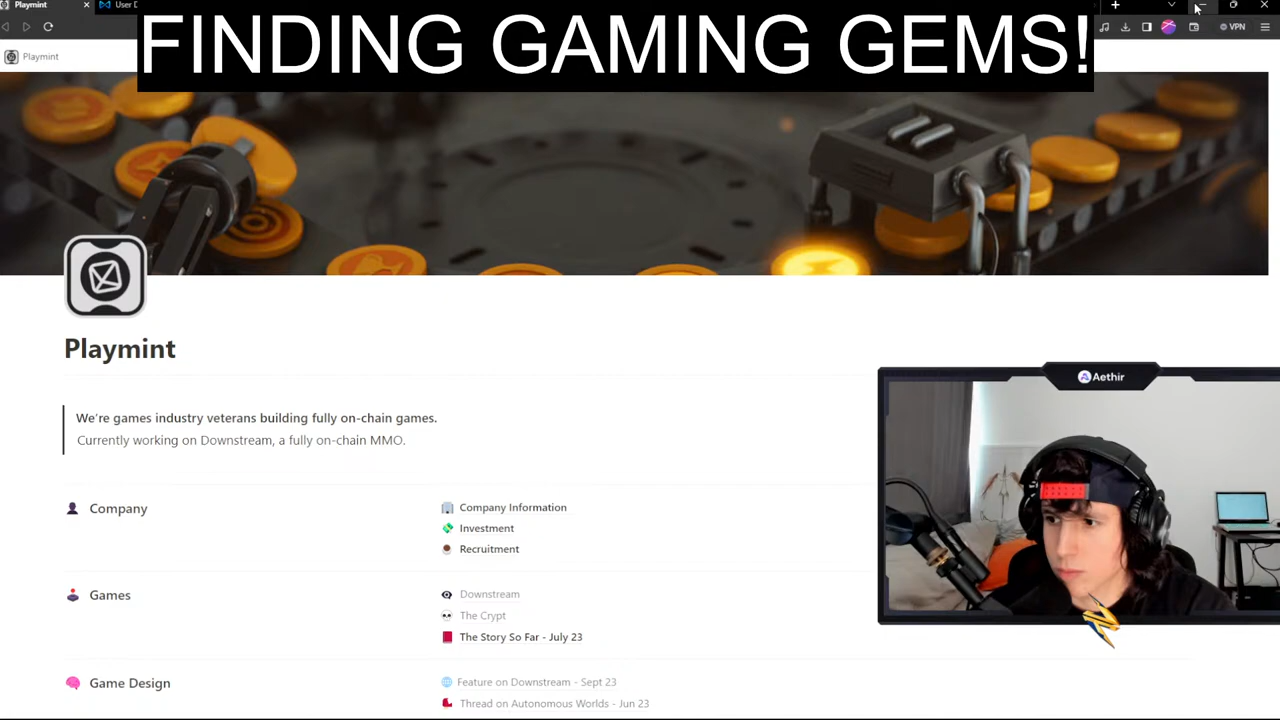 Playmint
User D
FINDING GAMING GEMS!
VPN
Playmint
Playmint
We're games industry veterans building fully on-chain games.
Currently working on Downstream, a fully on-chain MMO.
Aethir
Company
Company Information
Investment
Recruitment
Games
Downstream
The Crypt
The Story So Far - July 23
Game Design
Feature on Downstream - Sept 23
Thread on Autonomous Worlds - Jun 23